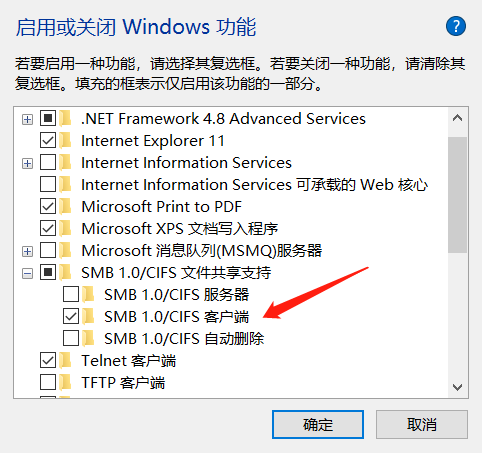 启用或关闭 Windows 功能
?
若要启用一种功能，请选择其复选框。若要关闭一种功能，请清除其
复选框。填充的框表示仅启用该功能的一部分。
.NET Framework 4.8 Advanced Services
Internet Explorer 11
Internet Information Services
Internet Information Services 可承载的 Web 核心
Microsoft Print to PDF
Microsoft XPS 文档写入程序
Microsoft 消息队列(MSMQ)服务器
SMB 1.0/CIFS 文件共享支持
SMB 1.0/CIFS 服务器
SMB 1.0/CIFS 客户端
SMB 1.0/CIFS 自动删除
Telnet 客户端
TFTP 客户端
确定
取消